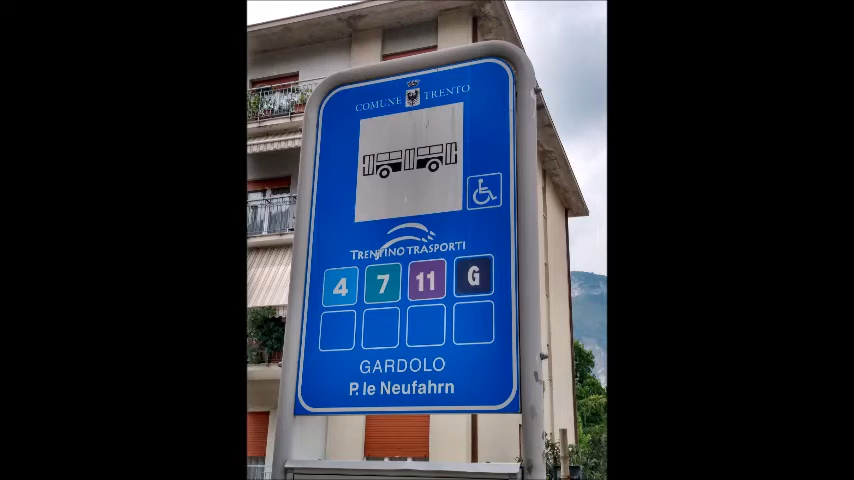 COMUNE TRENTO
TRENTINO TRASPORTI
4 7 11 G
GARDOLO
P.le Neufahrn